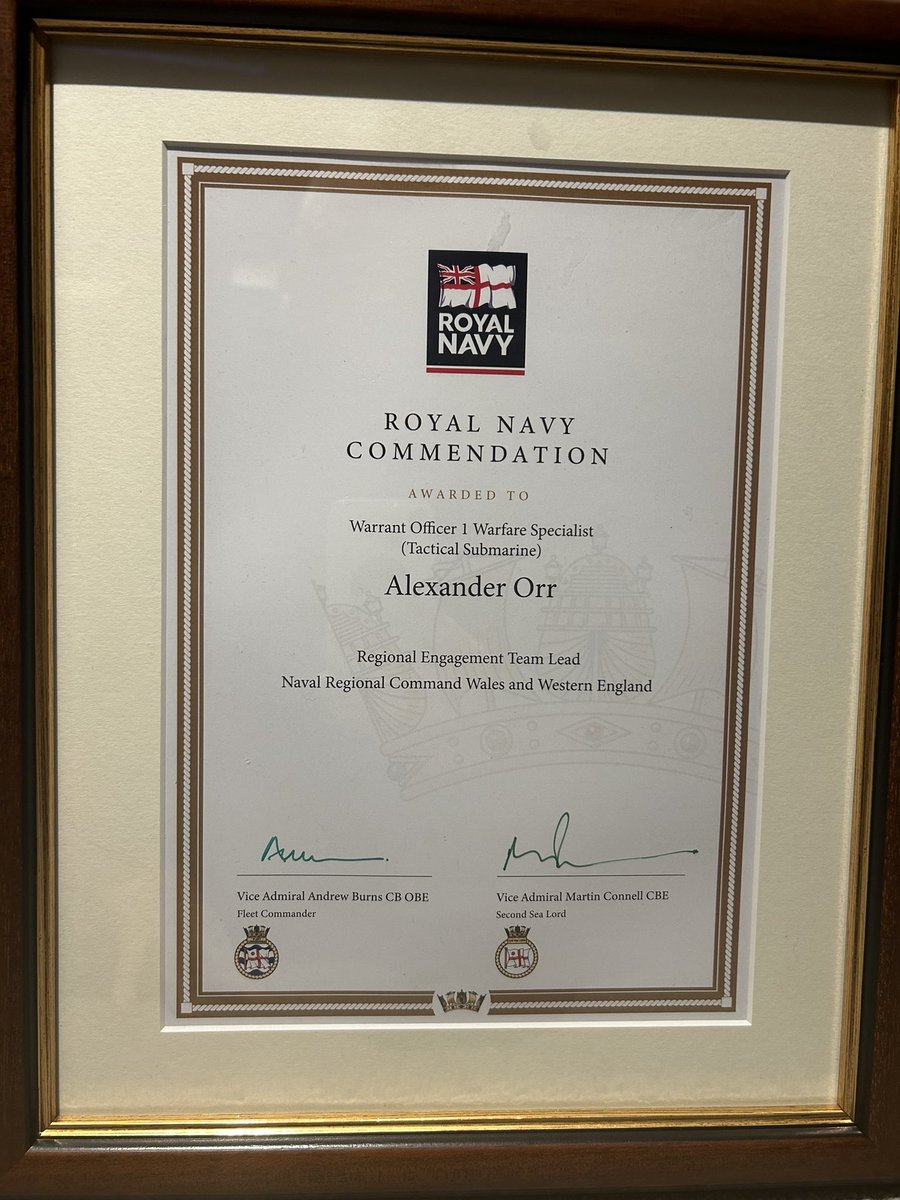 ROYAL
NAVY
ROYAL NAVY
COMMENDATION
AWARDED TO
Warrant Officer 1 Warfare Specialist
(Tactical Submarine)
Alexander Orr
Regional Engagement Team Lead
Naval Regional Command Wales and Western England
Vice Admiral Andrew Burns CB OBE
Fleet Commander
Vice Admiral Martin Connell CBE
Second Sea Lord